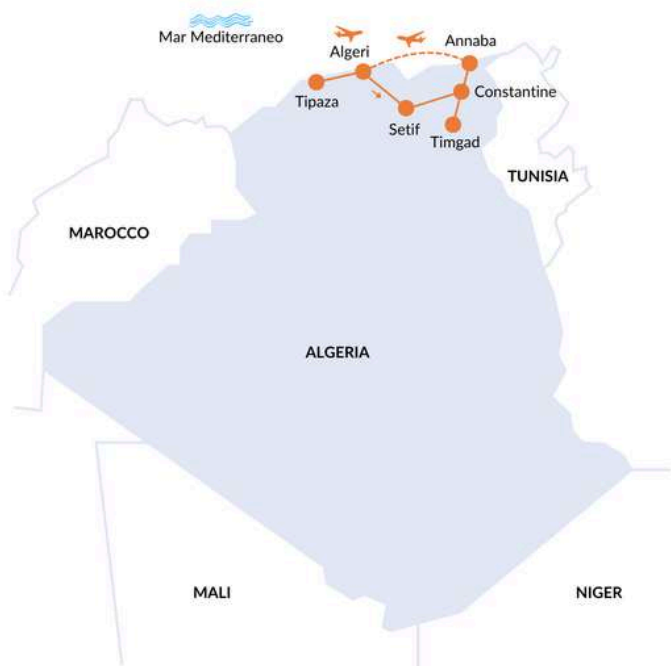 Mar Mediterraneo
Algeri
Annaba
Tipaza
Constantine
Setif
Timgad
TUNISIA
MAROCCO
ALGERIA
MALI
NIGER